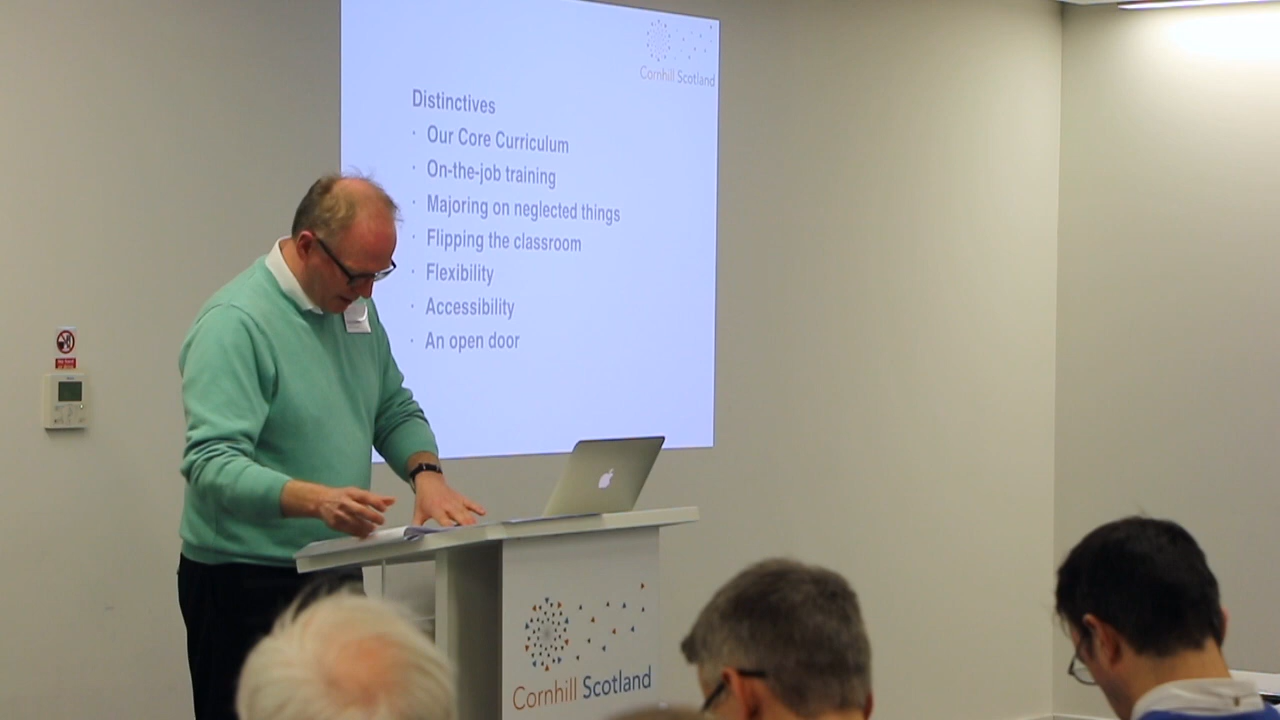 Cornhill Scotland
Distinctives
· Our Core Curriculum
· On-the-job training
· Majoring on neglected things
· Flipping the classroom
· Flexibility
· Accessibility
· An open door
Cornhill Scotland